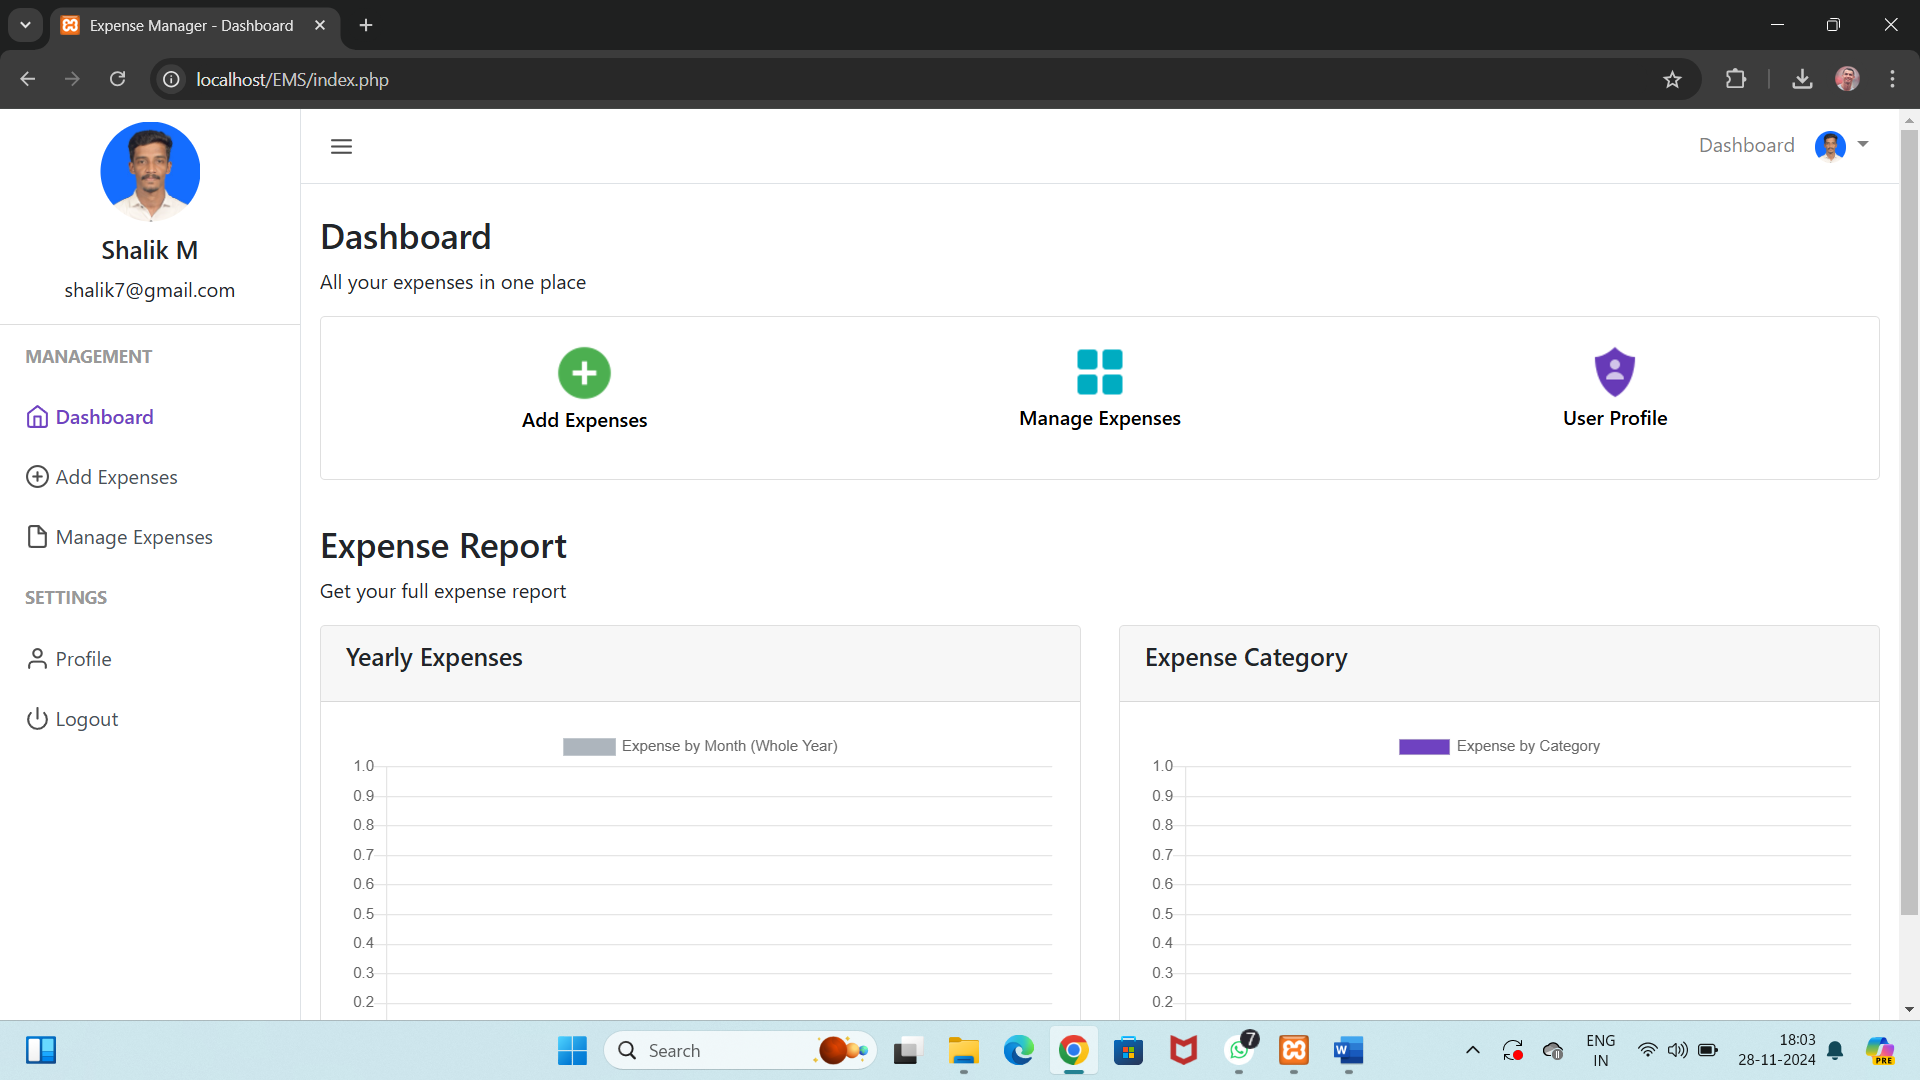 Expense Manager - Dashboard
localhost/EMS/index.php
Shalik M
shalik7@gmail.com
MANAGEMENT
Dashboard
Add Expenses
Manage Expenses
SETTINGS
Profile
Logout
Dashboard
Dashboard
All your expenses in one place
Add Expenses
Manage Expenses
User Profile
Expense Report
Get your full expense report
Yearly Expenses
Expense by Month (Whole Year)
1.0
0.9
0.8
0.7
0.6
0.5
0.4
0.3
0.2
Expense Category
Expense by Category
1.0
0.9
0.8
0.7
0.6
0.5
0.4
0.3
0.2
Search
7
W
ENG
IN
18:03
28-11-2024
PRE